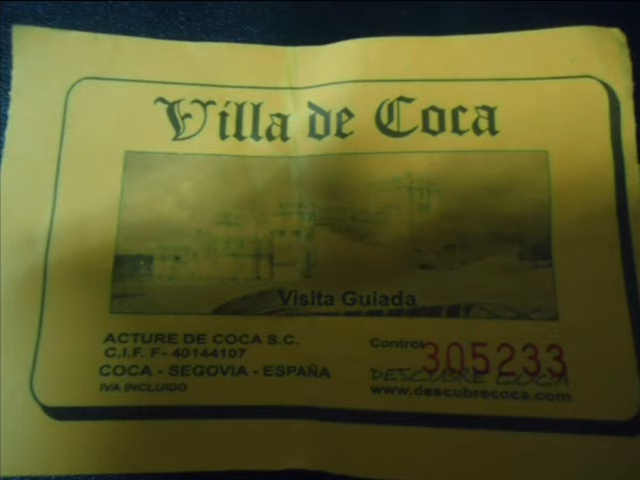 Villa de Coca
Visita Guiada
ACTURE DE COCA S.C.
C.I.F. F- 40144107
COCA - SEGOVIA - ESPAÑA
IVA INCLUIDO
Control 305233
DESCUBRE COCA
www.descubrecoca.com